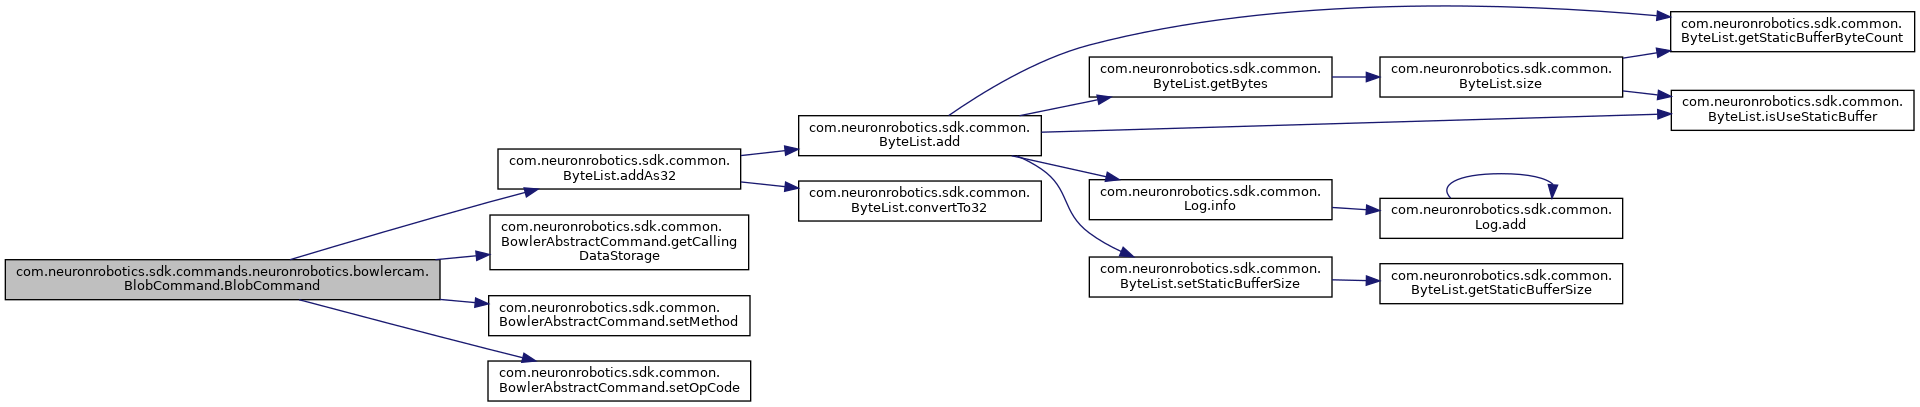 com.neuronrobotics.sdk.commands.neuronrobotics.bowlercam.
BlobCommand.BlobCommand
com.neuronrobotics.sdk.common.
ByteList.addAs32
com.neuronrobotics.sdk.common.
BowlerAbstractCommand.getCalling
DataStorage
com.neuronrobotics.sdk.common.
BowlerAbstractCommand.setMethod
com.neuronrobotics.sdk.common.
BowlerAbstractCommand.setOpCode
com.neuronrobotics.sdk.common.
ByteList.add
com.neuronrobotics.sdk.common.
ByteList.convertTo32
com.neuronrobotics.sdk.common.
ByteList.getBytes
com.neuronrobotics.sdk.common.
Log.info
com.neuronrobotics.sdk.common.
ByteList.setStaticBufferSize
com.neuronrobotics.sdk.common.
ByteList.size
com.neuronrobotics.sdk.common.
Log.add
com.neuronrobotics.sdk.common.
ByteList.getStaticBufferSize
com.neuronrobotics.sdk.common.
ByteList.getStaticBufferByteCount
com.neuronrobotics.sdk.common.
ByteList.isUseStaticBuffer